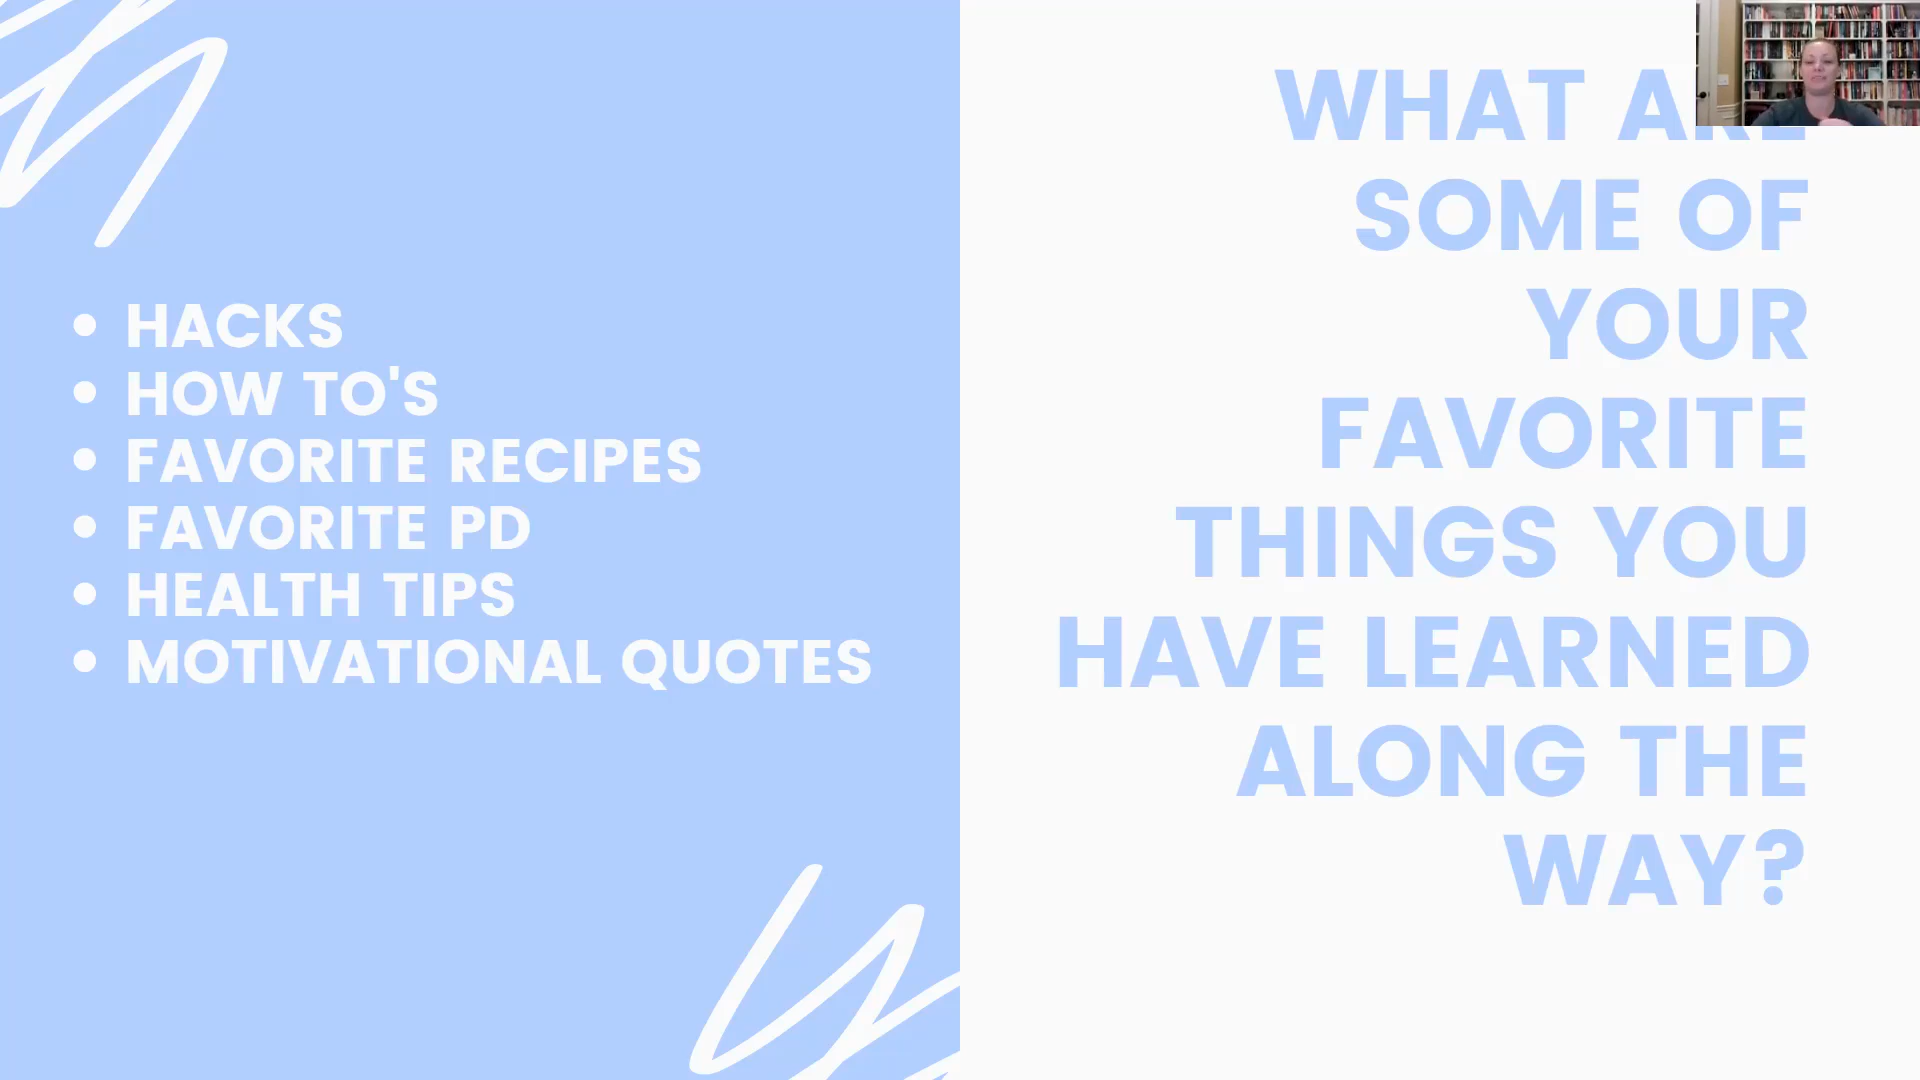 HACKS
HOW TO'S
FAVORITE RECIPES
FAVORITE PD
HEALTH TIPS
MOTIVATIONAL QUOTES
WHAT ARE
SOME OF
YOUR
FAVORITE
THINGS YOU
HAVE LEARNED
ALONG THE
WAY?